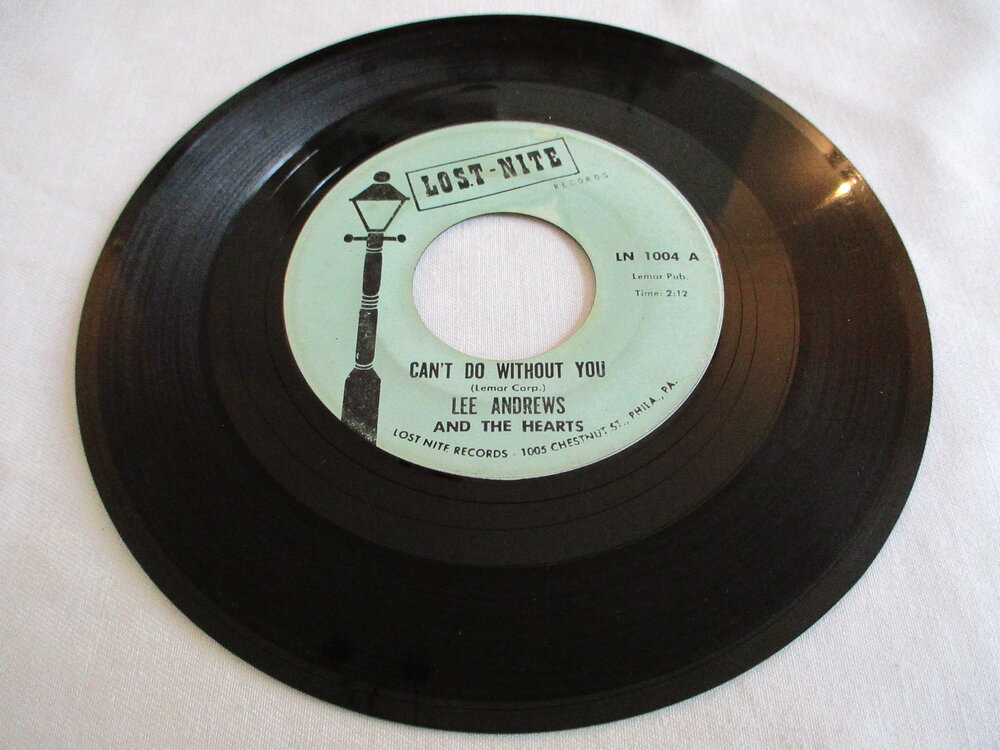 LOST-NITE
RECORDS
LN 1004 A
Lemar Pub.
Time: 2:12
CAN'T DO WITHOUT YOU
(Lemar Corp.)
LEE ANDREWS
AND THE HEARTS
LOST NITE RECORDS - 1005 CHESTNUT ST., PHILA., PA.